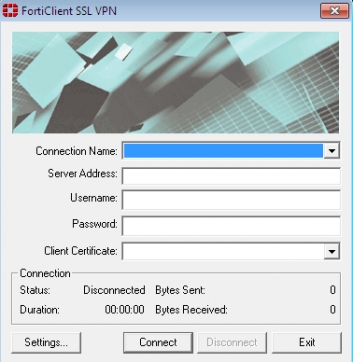 FortiClient SSL VPN
Connection Name:
Server Address:
Username:
Password:
Client Certificate:
Connection
Status: Disconnected Bytes Sent: 0
Duration: 00:00:00 Bytes Received: 0
Settings... Connect Disconnect Exit